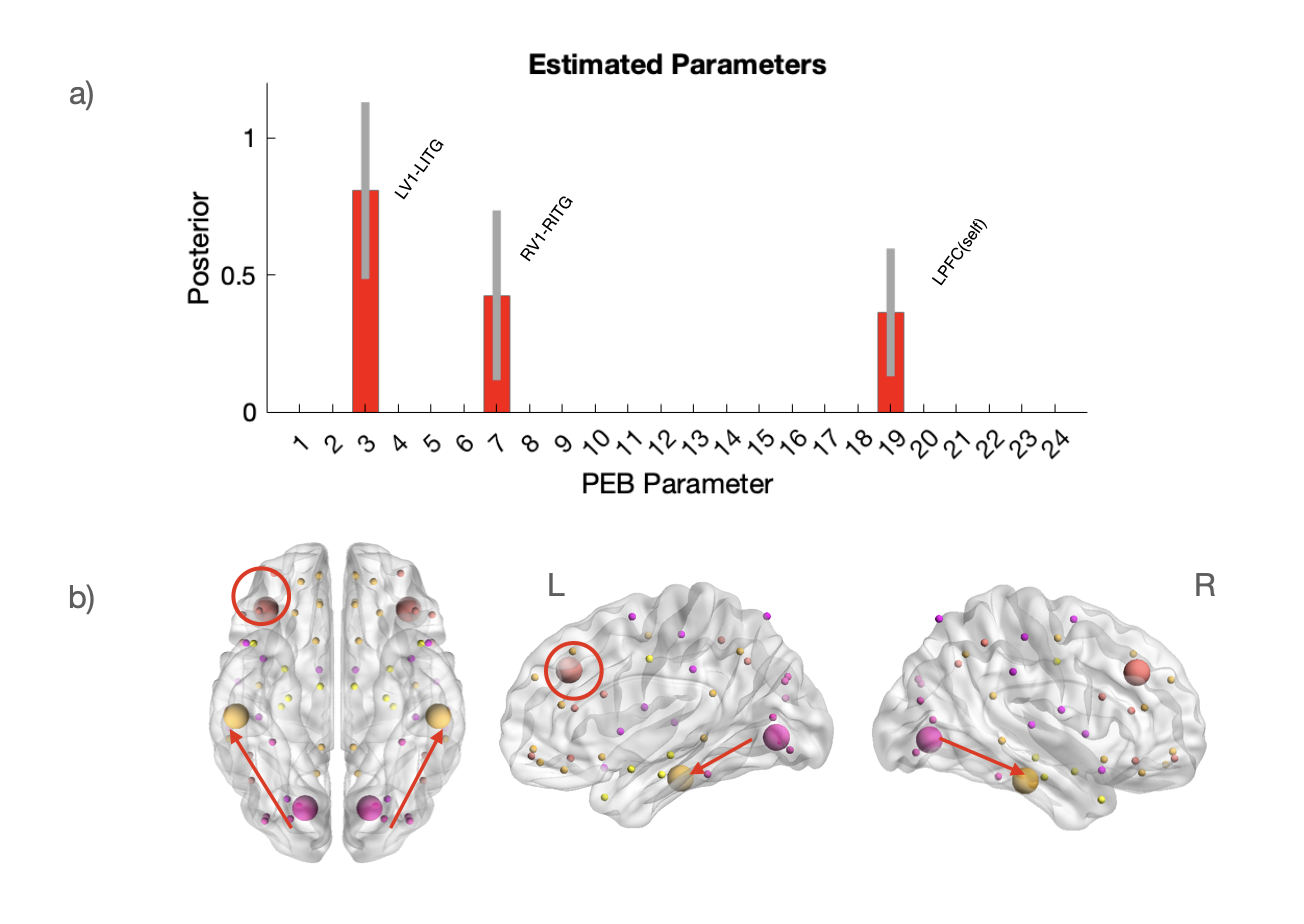 Estimated Parameters
a)
1
0.5
0
Posterior
LV1-LITG
RV1-RITG
LPFC(self)
1 2 3 4 5 6 7 8 9 10 11 12 13 14 15 16 17 18 19 20 21 22 23 24
PEB Parameter
b)
L
R